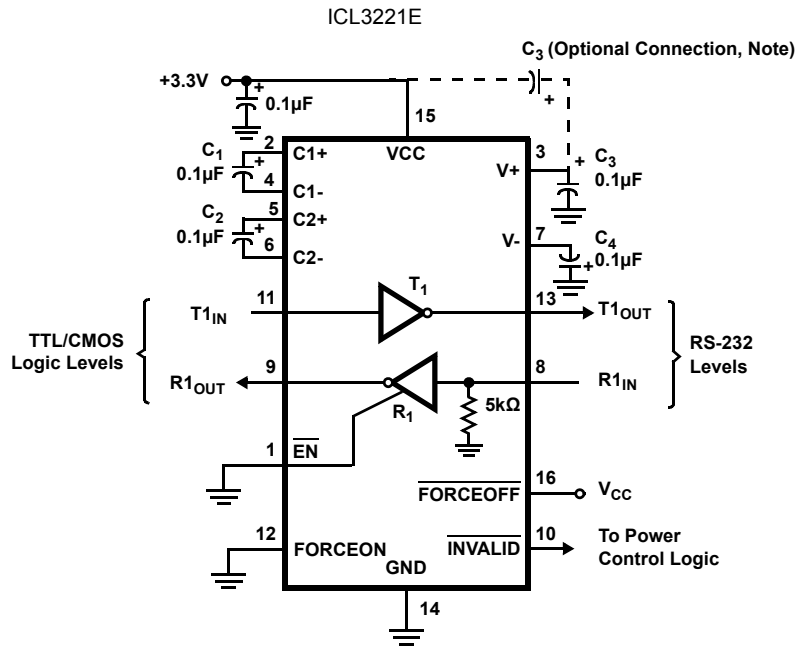 ICL3221E
C3 (Optional Connection, Note)
+
+3.3V
+
0.1µF
15
VCC
C1
0.1µF
+
2
C1+
4
C1-
C2
0.1µF
+
5
C2+
6
C2-
3
V+
+
C3
0.1µF
7
V-
C4
0.1µF
+
TTL/CMOS
Logic Levels
T1IN
11
T1
13
T1OUT
R1OUT
9
R1
5kΩ
8
R1IN
RS-232
Levels
1
EN
16
FORCEOFF
VCC
12
FORCEON
10
INVALID
To Power
Control Logic
GND
14